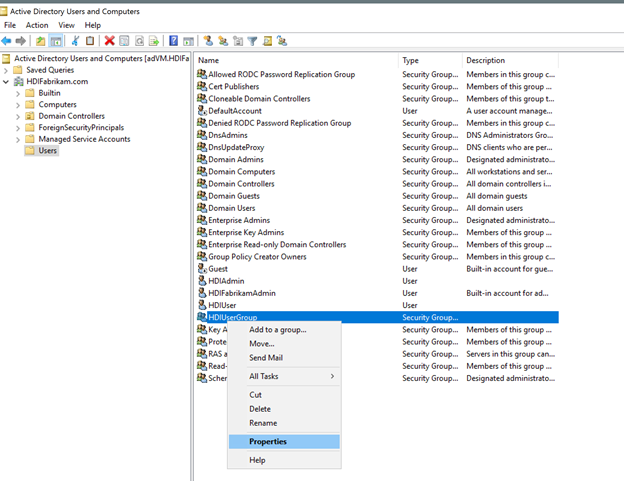 Active Directory Users and Computers
File Action View Help
Active Directory Users and Computers [adVM.HDIFa
Saved Queries
HDIFabrikam.com
Builtin
Computers
Domain Controllers
ForeignSecurityPrincipals
Managed Service Accounts
Users
Name Type Description
Allowed RODC Password Replication Group Security Group... Members in this group c...
Cert Publishers Security Group... Members of this group ...
Cloneable Domain Controllers Security Group... Members of this group t...
DefaultAccount User A user account manage...
Denied RODC Password Replication Group Security Group... Members in this group c...
DnsAdmins Security Group... DNS Administrators Gro...
DnsUpdateProxy Security Group... DNS clients who are per...
Domain Admins Security Group... Designated administrato...
Domain Computers Security Group... All workstations and ser...
Domain Controllers Security Group... All domain controllers i...
Domain Guests Security Group... All domain guests
Domain Users Security Group... All domain users
Enterprise Admins Security Group... Designated administrato...
Enterprise Key Admins Security Group... Members of this group ...
Enterprise Read-only Domain Controllers Security Group... Members of this group ...
Group Policy Creator Owners Security Group... Members in this group c...
Guest User Built-in account for gue...
HDIAdmin User
HDIFabrikamAdmin User Built-in account for ad...
HDIUser User
HDIUserGroup Security Group...
Key A Security Group... Members of this group ...
Prote Security Group... Members of this group ...
RAS a Security Group... Servers in this group can...
Read- Security Group... Members of this group ...
Scher Security Group... Designated administrato...
Add to a group...
Move...
Send Mail
All Tasks
Cut
Delete
Rename
Properties
Help